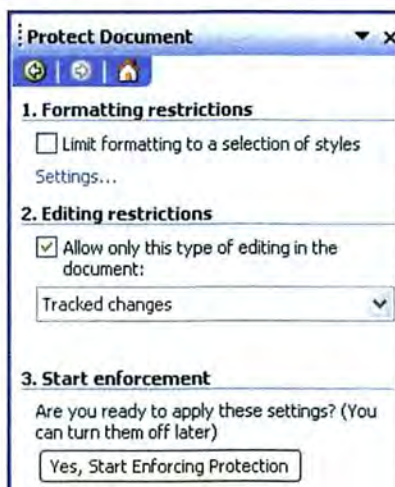 Protect Document
1. Formatting restrictions
Limit formatting to a selection of styles
Settings...
2. Editing restrictions
Allow only this type of editing in the
document:
Tracked changes
3. Start enforcement
Are you ready to apply these settings? (You
can turn them off later)
Yes, Start Enforcing Protection